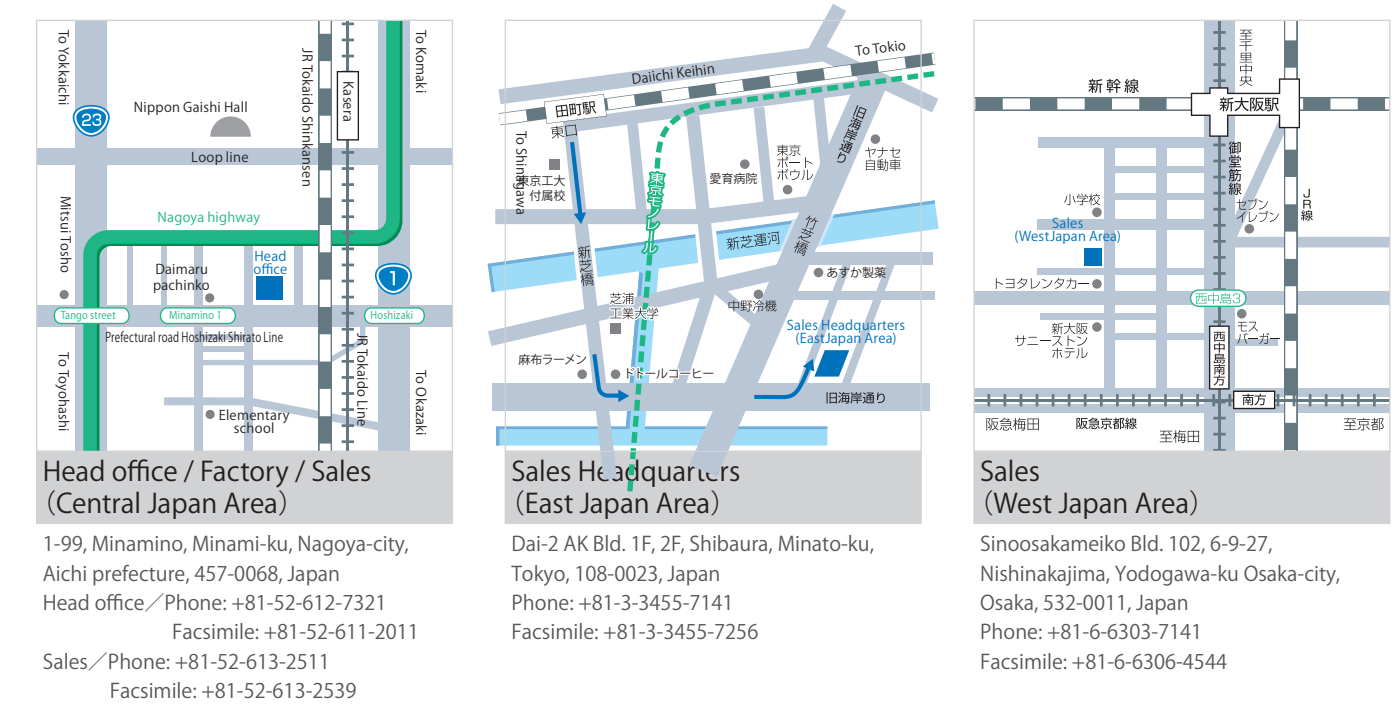 To Yokkaichi
23
Nippon Gaishi Hall
JR Tokaido Shinkansen
Kasera
To Komaki
Loop line
Mitsui Tosho
Nagoya highway
Daimaru
pachinko
Head
office
1
Tango street
Minamino 1
Hoshizaki
Prefectural road Hoshizaki Shirato Line
To Toyohashi
JR Tokaido Line
To Okazaki
Elementary
school
Head office / Factory / Sales
（Central Japan Area）
1-99, Minamino, Minami-ku, Nagoya-city,
Aichi prefecture, 457-0068, Japan
Head office／Phone: +81-52-612-7321
Facsimile: +81-52-611-2011
Sales／Phone: +81-52-613-2511
Facsimile: +81-52-613-2539
To Tokio
Daiichi Keihin
田町駅
東口
To Shinagawa
旧海岸通り
ヤナセ
自動車
東京
ポート
ボウル
愛育病院
東京工大
付属校
東京モノレール
竹芝橋
新芝運河
新芝橋
あすか製薬
芝浦
工業大学
中野冷機
Sales Headquarters
(EastJapan Area)
麻布ラーメン
ドトールコーヒー
旧海岸通り
Sales Headquarters
（East Japan Area）
Dai-2 AK Bld. 1F, 2F, Shibaura, Minato-ku,
Tokyo, 108-0023, Japan
Phone: +81-3-3455-7141
Facsimile: +81-3-3455-7256
至千里中央
新幹線
新大阪駅
御堂筋線
JR線
小学校
セブン
イレブン
Sales
(WestJapan Area)
トヨタレンタカー
西中島3
新大阪
サニーストン
ホテル
モス
バーガー
西中島南方
南方
阪急梅田
阪急京都線
至梅田
至京都
Sales
（West Japan Area）
Sinoosakameiko Bld. 102, 6-9-27,
Nishinakajima, Yodogawa-ku Osaka-city,
Osaka, 532-0011, Japan
Phone: +81-6-6303-7141
Facsimile: +81-6-6306-4544